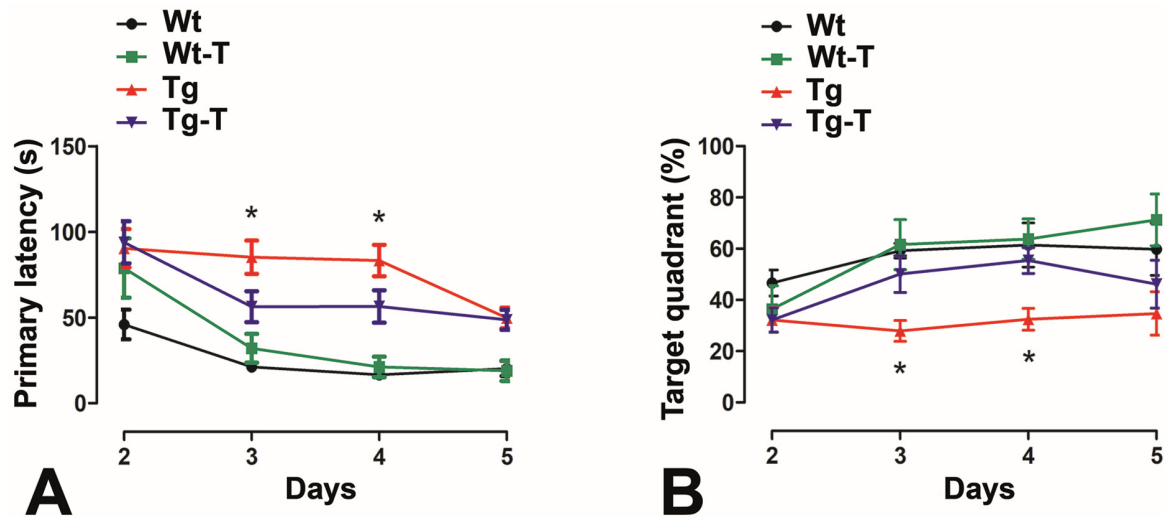 Wt
Wt-T
Tg
Tg-T
Primary latency (s)
150
100
50
0
*
*
2 3 4 5
Days
A
Wt
Wt-T
Tg
Tg-T
Target quadrant (%)
100
80
60
40
20
0
*
*
2 3 4 5
Days
B